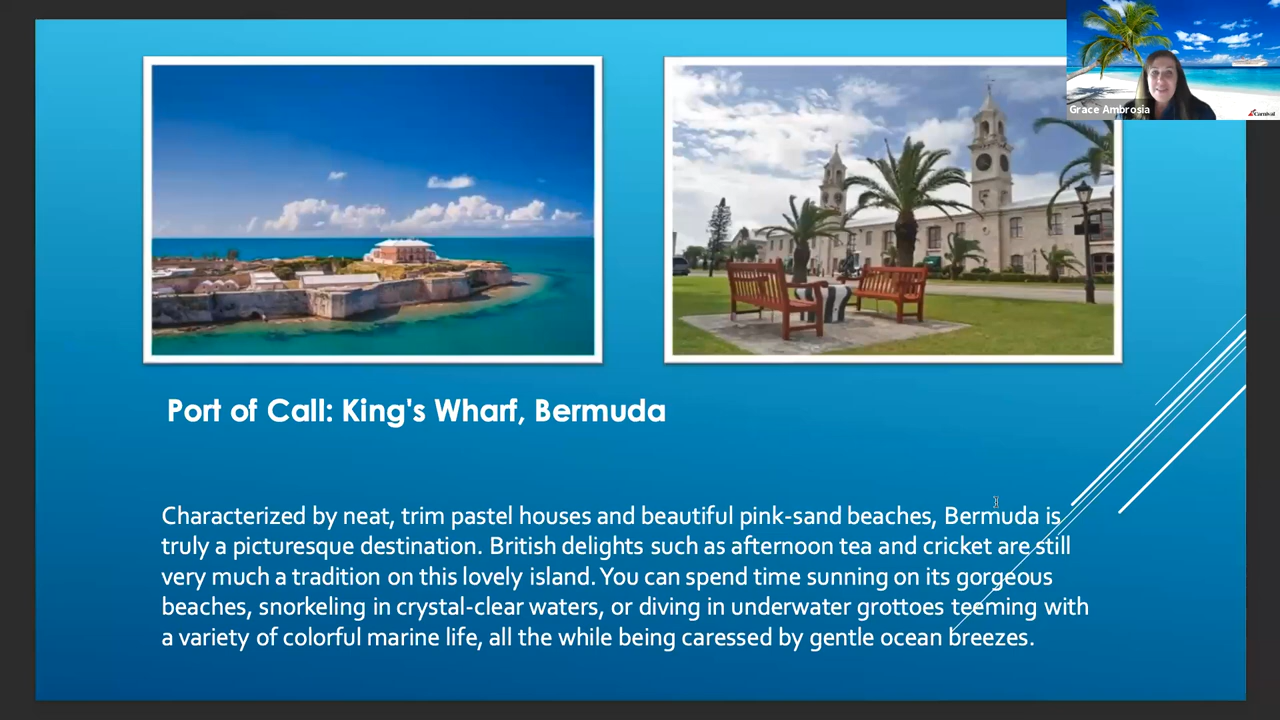 Grace Ambrosia
Carnival
Port of Call: King's Wharf, Bermuda
Characterized by neat, trim pastel houses and beautiful pink-sand beaches, Bermuda is
truly a picturesque destination. British delights such as afternoon tea and cricket are still
very much a tradition on this lovely island. You can spend time sunning on its gorgeous
beaches, snorkeling in crystal-clear waters, or diving in underwater grottoes teeming with
a variety of colorful marine life, all the while being caressed by gentle ocean breezes.